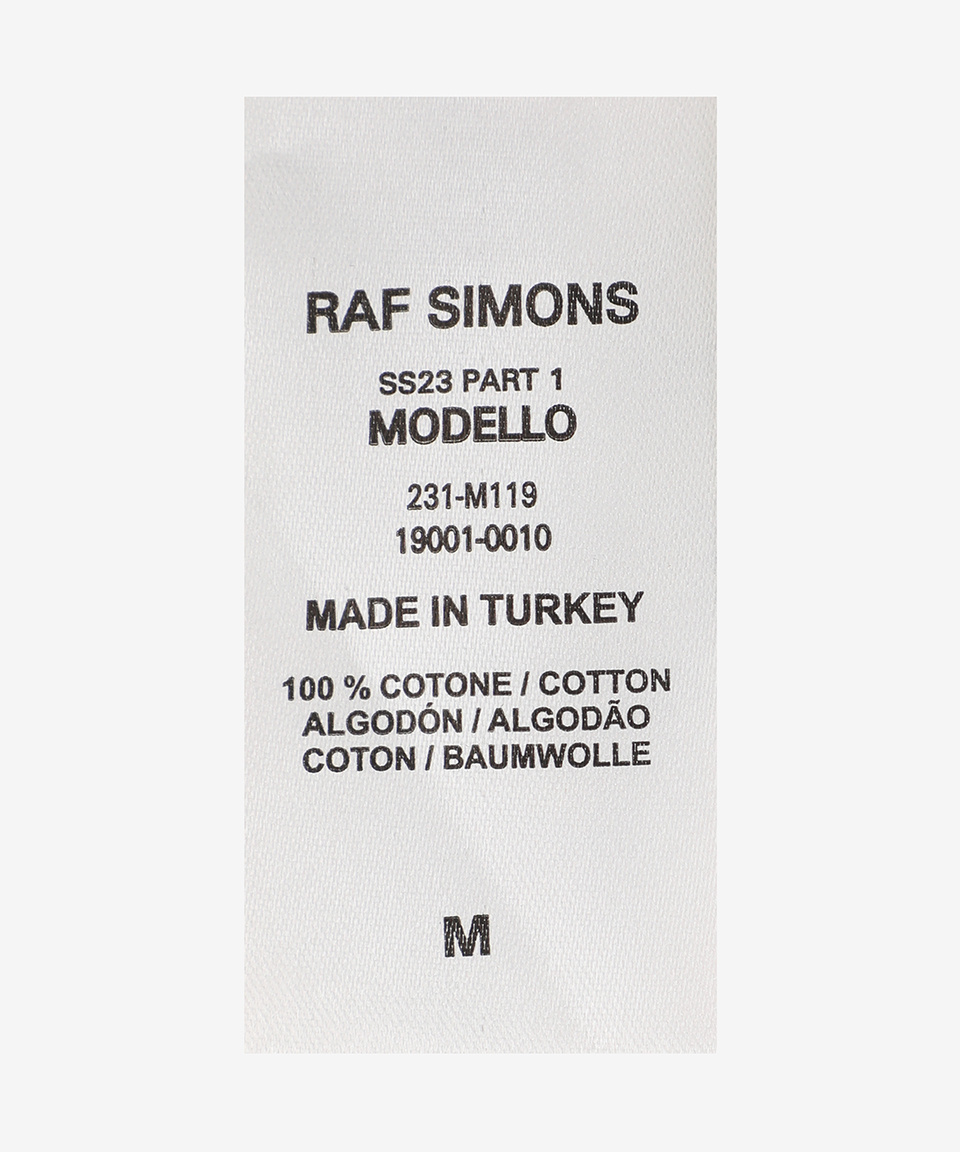 RAF SIMONS
SS23 PART 1
MODELLO
231-M119
19001-0010
MADE IN TURKEY
100 % COTONE / COTTON
ALGODÓN / ALGODÃO
COTON / BAUMWOLLE
M